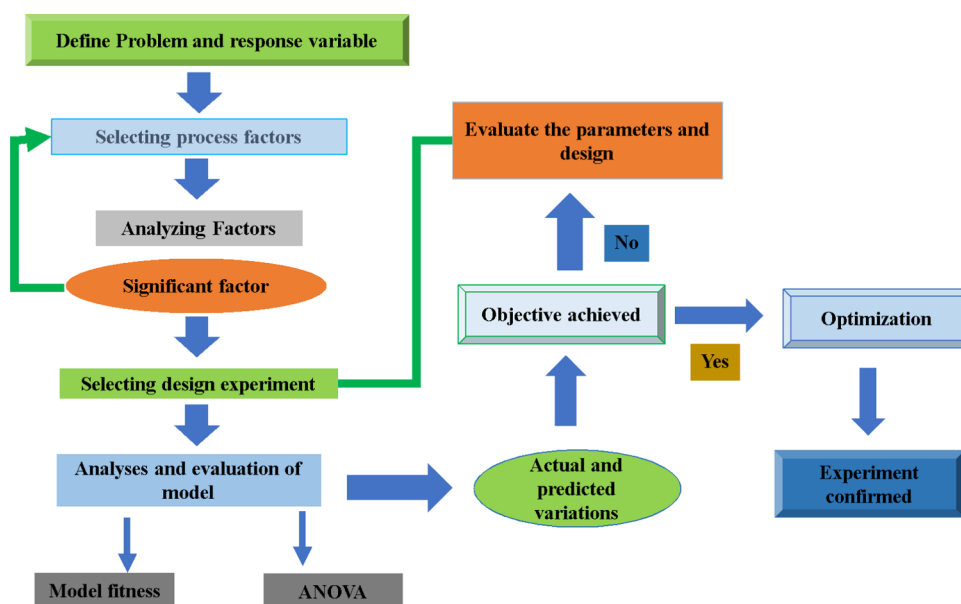 Define Problem and response variable
Selecting process factors
Analyzing Factors
Significant factor
Selecting design experiment
Analyses and evaluation of
model
Model fitness
ANOVA
Evaluate the parameters and
design
No
Objective achieved
Yes
Actual and
predicted
variations
Optimization
Experiment
confirmed